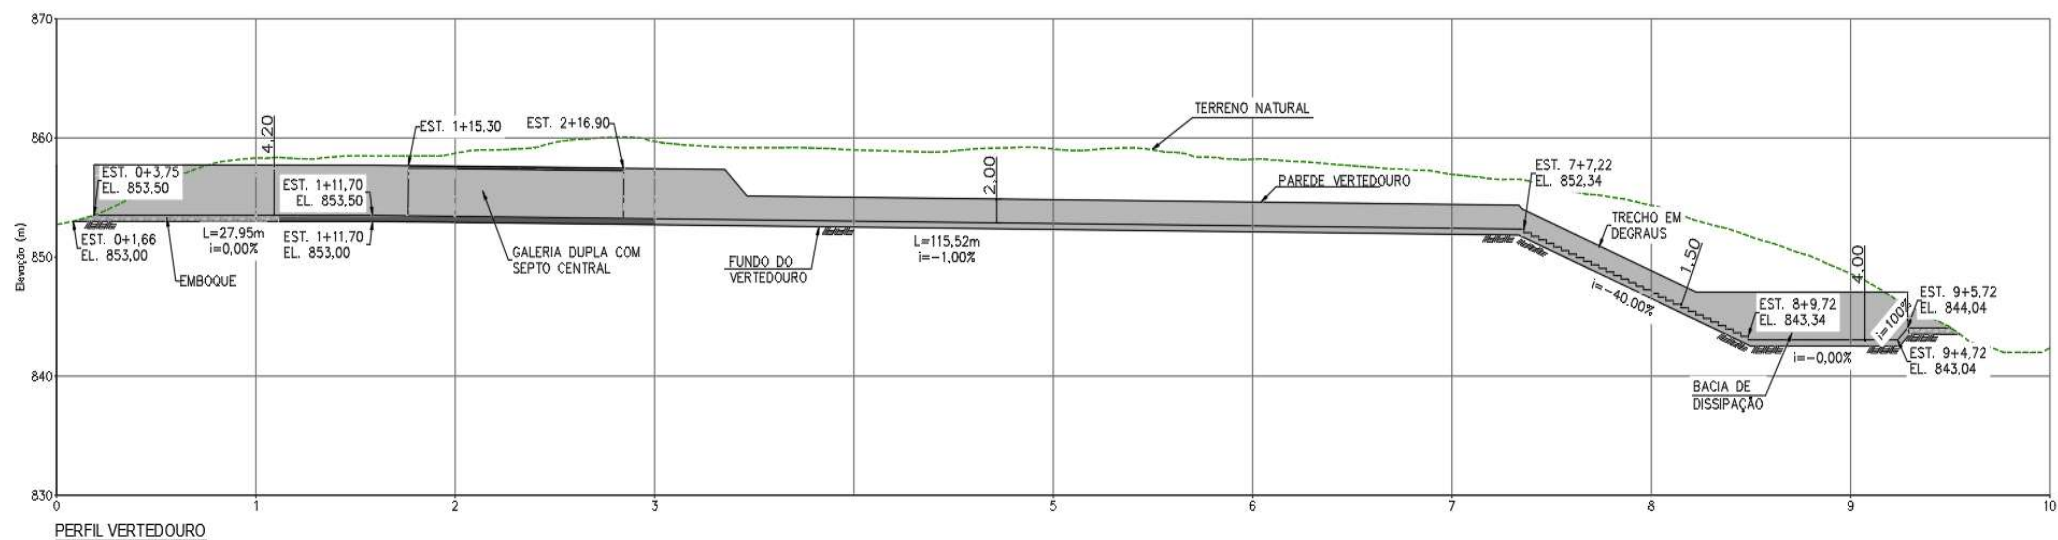 870
860
850
840
830
Elevação (m)
0
1
2
3
5
6
7
8
9
10
EST. 0+3,75
EL. 853,50
EST. 0+1,66
EL. 853,00
EMBOQUE
4,20
L=27,95m
i=0,00%
EST. 1+11,70
EL. 853,50
EST. 1+11,70
EL. 853,00
EST. 1+15,30
EST. 2+16,90
GALERIA DUPLA COM
SEPTO CENTRAL
FUNDO DO
VERTEDOURO
L=115,52m
i=-1,00%
2,00
TERRENO NATURAL
PAREDE VERTEDOURO
EST. 7+7,22
EL. 852,34
TRECHO EM
DEGRAUS
1,50
i=-40.00%
EST. 8+9,72
EL. 843,34
4,00
i=100%
EST. 9+5,72
EL. 844,04
EST. 9+4,72
EL. 843,04
i=-0,00%
BACIA DE
DISSIPAÇÃO
PERFIL VERTEDOURO